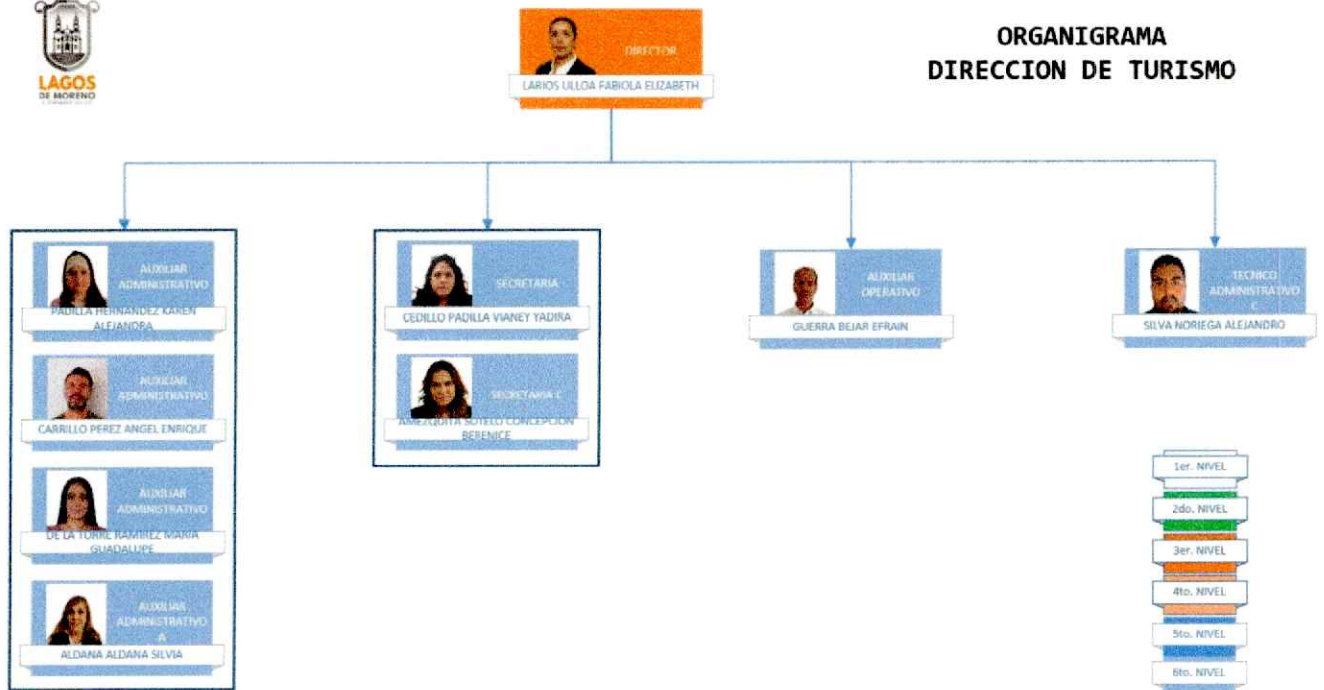 LAGOS
DE MORENO
ORGANIGRAMA
DIRECCION DE TURISMO
DIRECTOR
LARIOS ULLOA FABIOLA ELIZABETH
AUXILIAR
ADMINISTRATIVO
PADILLA HERNANDEZ KAREN
ALEJANDRA
AUXILIAR
ADMINISTRATIVO
CARRILLO PEREZ ANGEL ENRIQUE
AUXILIAR
ADMINISTRATIVO
DE LA TORRE RAMIREZ MARIA
GUADALUPE
AUXILIAR
ADMINISTRATIVO
A
ALDANA ALDANA SILVIA
SECRETARIA
CEDILLO PADILLA VIANEY YADIRA
SECRETARIA C
AMEZQUITA SOTELO CONCEPCION
BERENICE
AUXILIAR
OPERATIVO
GUERRA BEJAR EFRAIN
TECNICO
ADMINISTRATIVO
C
SILVA NORIEGA ALEJANDRO
1er. NIVEL
2do. NIVEL
3er. NIVEL
4to. NIVEL
5to. NIVEL
6to. NIVEL